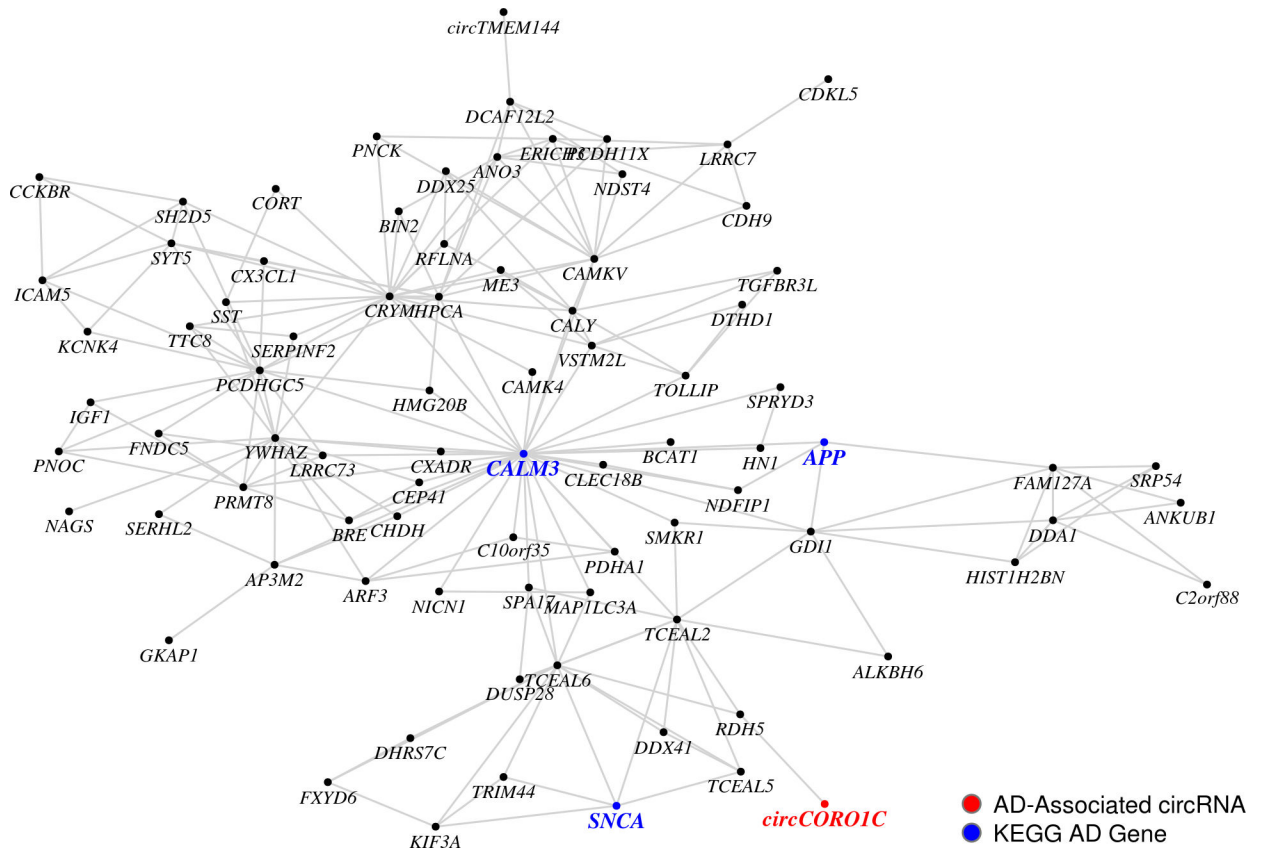 circTMEM144
CDKL5
DCAF12L2
PNCK
ERICH3
PCDH11X
LRRC7
ANO3
DDX25
NDST4
CCKBR
CORT
SH2D5
BIN2
CDH9
SYT5
RFLNA
CX3CL1
CAMKV
ME3
TGFBR3L
ICAM5
SST
CRYM
HPCA
CALY
DTHD1
KCNK4
TTC8
SERPINF2
VSTM2L
PCDHGC5
CAMK4
TOLLIP
HMG20B
SPRYD3
IGF1
FNDC5
YWHAZ
PNOC
LRRC73
CXADR
CALM3
BCAT1
HN1
APP
CLEC18B
FAM127A
SRP54
CEP41
PRMT8
NDFIP1
NAGS
SERHL2
BRE
CHDH
SMKR1
GDI1
DDA1
ANKUB1
C10orf35
PDHA1
AP3M2
ARF3
HIST1H2BN
NICN1
SPA17
MAP1LC3A
C2orf88
TCEAL2
GKAP1
ALKBH6
TCEAL6
DUSP28
RDH5
DHRS7C
DDX41
TCEAL5
FXYD6
TRIM44
SNCA
circCORO1C
KIF3A
AD-Associated circRNA
KEGG AD Gene